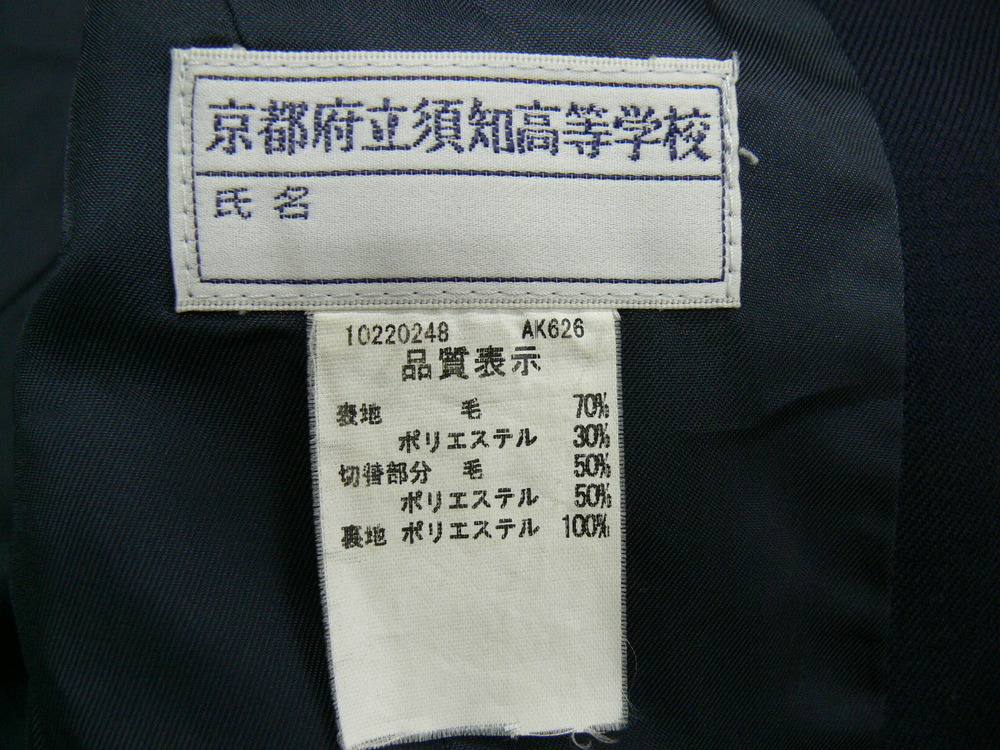 京都府立須知高等学校
氏名
10220248 AK626
品質表示
表地 毛 70%
ポリエステル 30%
切替部分 毛 50%
ポリエステル 50%
裏地 ポリエステル 100%